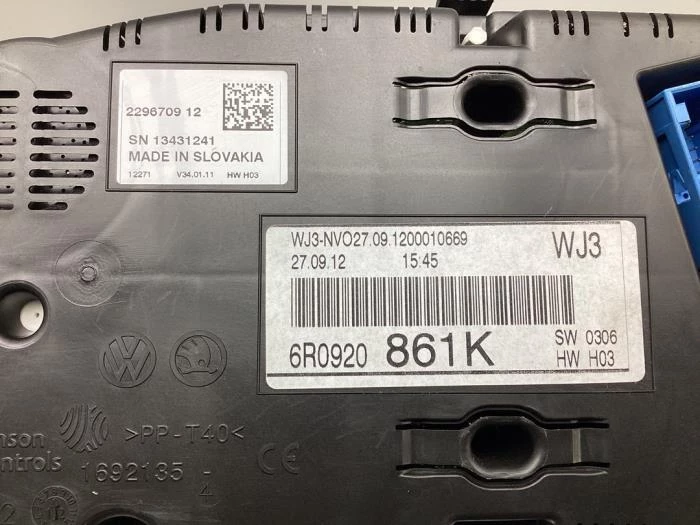 2296709 12
SN 13431241
MADE IN SLOVAKIA
12271 V34.01.11 HW H03
WJ3-NVO27.09.1200010669 WJ3
27.09.12 15:45
6R0920 861K SW 0306
HW H03
>PP-T40<
1692135 -
4
CE